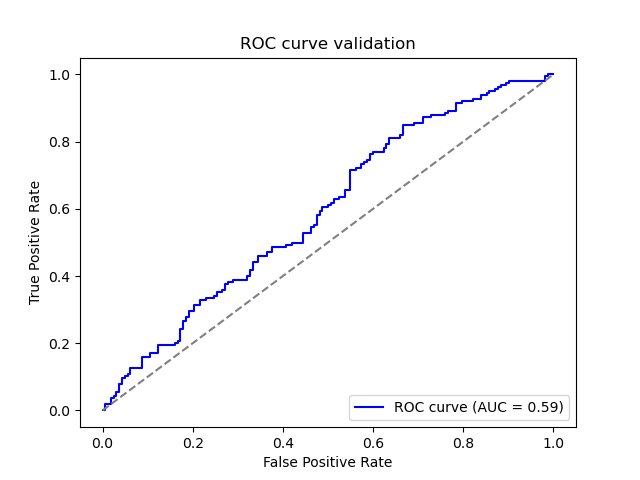 ROC curve validation
1.0
0.8
0.6
0.4
0.2
0.0
True Positive Rate
ROC curve (AUC = 0.59)
0.0 0.2 0.4 0.6 0.8 1.0
False Positive Rate